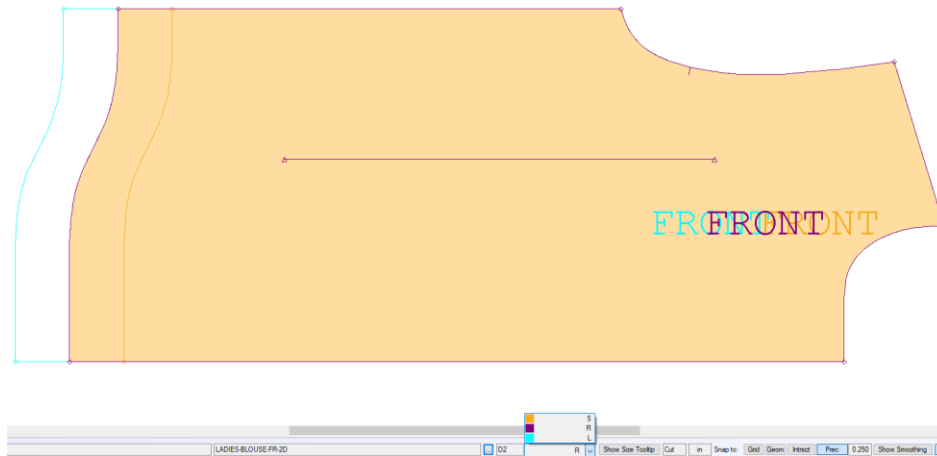 FRONT FRONT FRONT
S
R
L
LADIES-BLOUSE-FR-2D ... D2 R Show Size Tooltip Cut in Snap to: Grid Geom Intrsct Prec 0.250 Show Smoothing